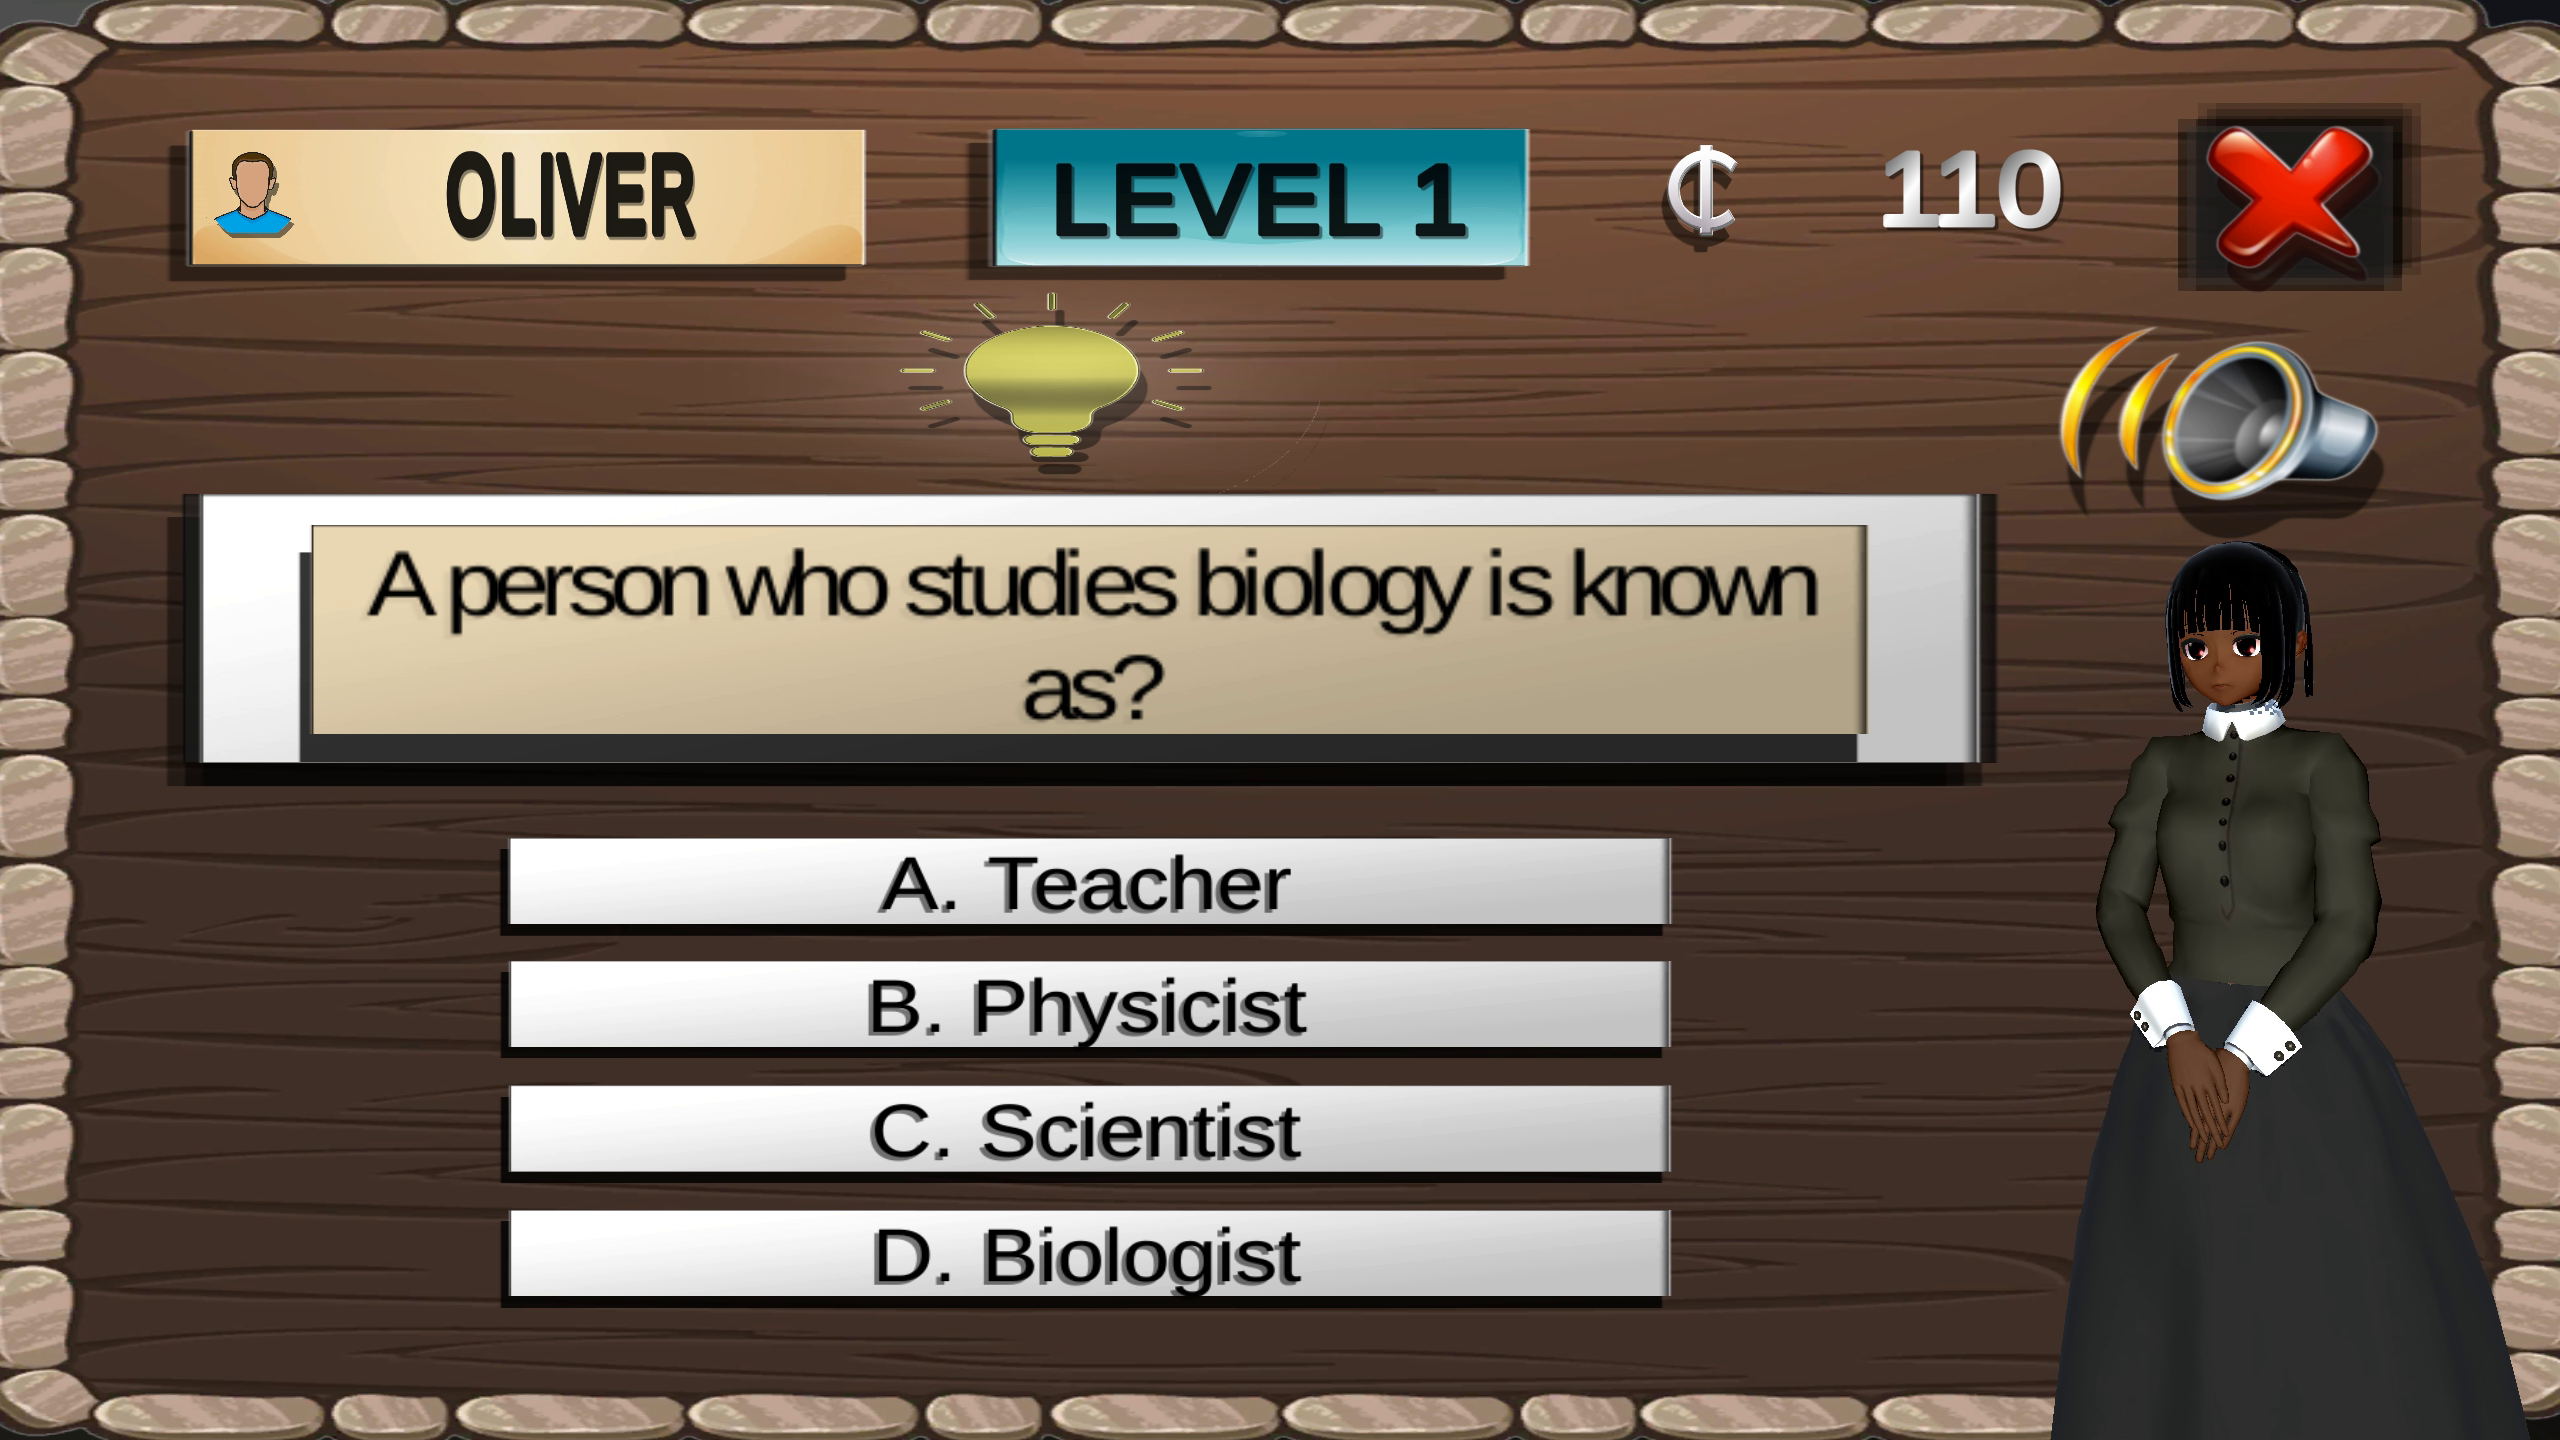 OLIVER
LEVEL 1
₵ 110
A person who studies biology is known
as?
A. Teacher
B. Physicist
C. Scientist
D. Biologist